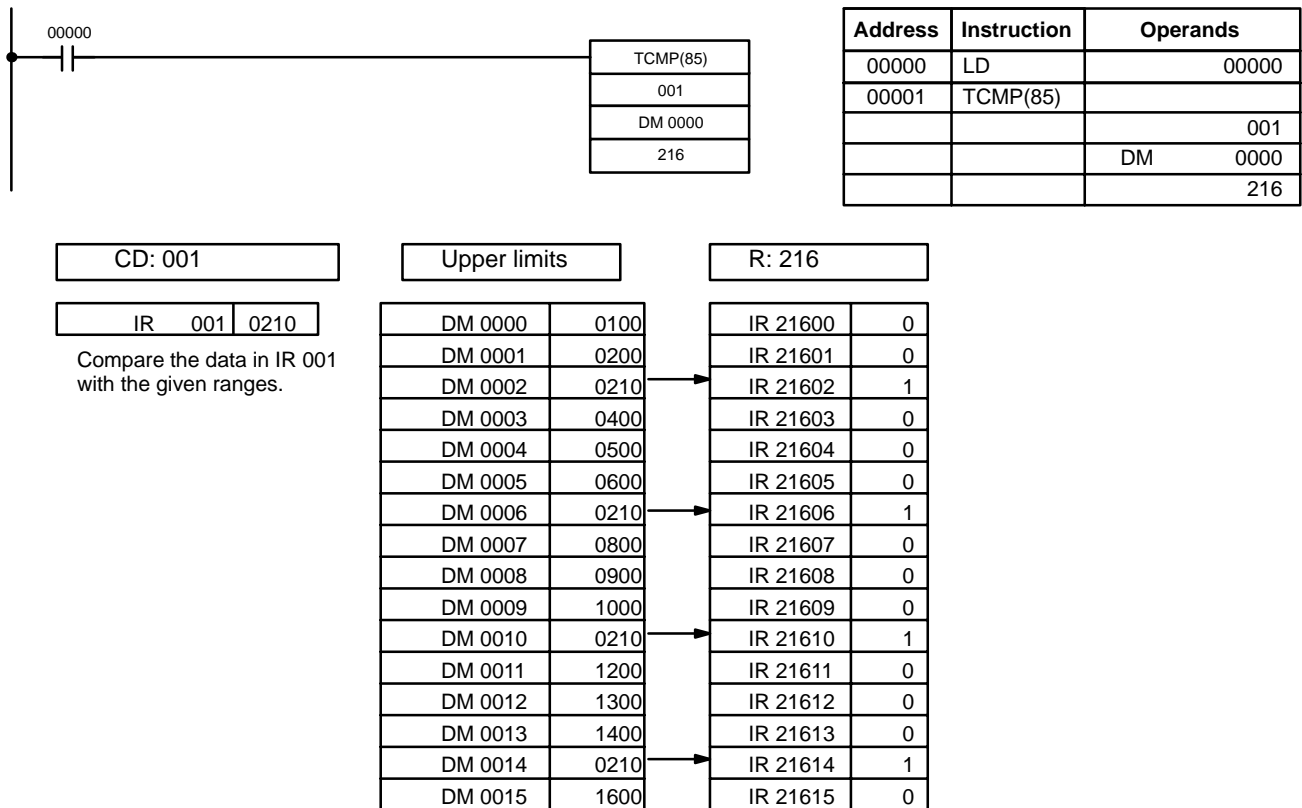 00000
TCMP(85)
001
DM 0000
216
Address Instruction Operands
00000 LD 00000
00001 TCMP(85)
001
DM 0000
216
CD: 001 Upper limits R: 216
IR 001 0210
Compare the data in IR 001
with the given ranges.
DM 0000 0100 IR 21600 0
DM 0001 0200 IR 21601 0
DM 0002 0210 IR 21602 1
DM 0003 0400 IR 21603 0
DM 0004 0500 IR 21604 0
DM 0005 0600 IR 21605 0
DM 0006 0210 IR 21606 1
DM 0007 0800 IR 21607 0
DM 0008 0900 IR 21608 0
DM 0009 1000 IR 21609 0
DM 0010 0210 IR 21610 1
DM 0011 1200 IR 21611 0
DM 0012 1300 IR 21612 0
DM 0013 1400 IR 21613 0
DM 0014 0210 IR 21614 1
DM 0015 1600 IR 21615 0